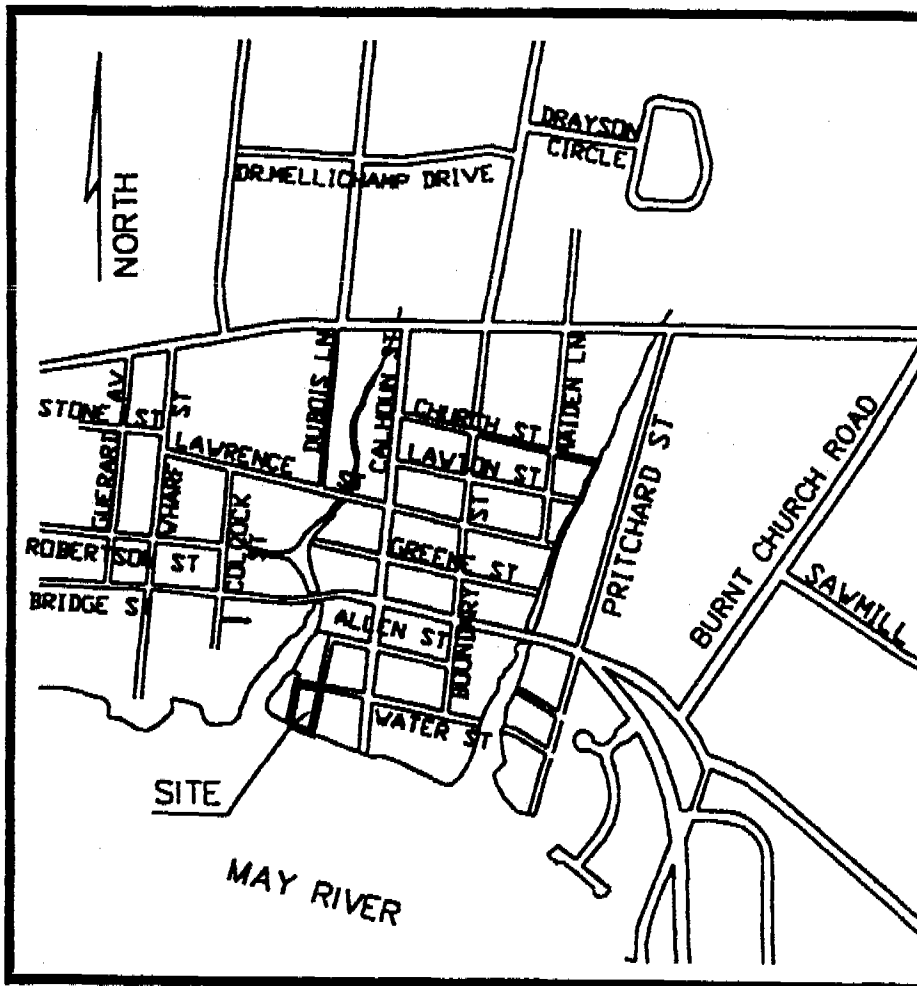 DRAYSON
CIRCLE
DR.MELLICHAMP DRIVE
NORTH
DUBOIS LN
CALHOUN ST
MAIDEN LN
GUERARD AV
STONE ST
WHARF ST
CHURCH ST
LAWRENCE ST
LAWTON ST
PRITCHARD ST
BURNT CHURCH ROAD
SAWMILL
COLCOCK ST
ROBERTSON ST
GREENE ST
BRIDGE S
ALLEN ST
BOUNDARY ST
WATER ST
SITE
MAY RIVER